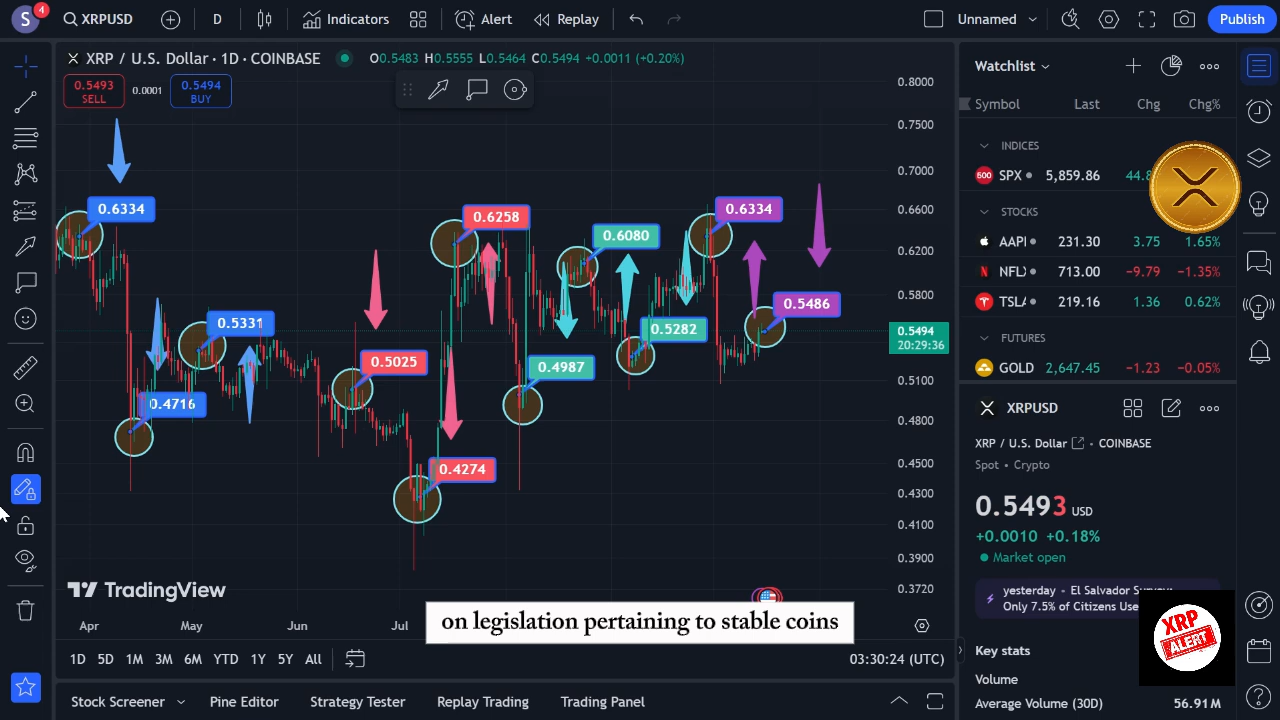 S
4
XRPUSD
D
Indicators
Alert
Replay
Unnamed
Publish
XRP / U.S. Dollar · 1D · COINBASE
O0.5483 H0.5555 L0.5464 C0.5494 +0.0011 (+0.20%)
0.5493
SELL
0.0001
0.5494
BUY
0.6334
0.4716
0.5331
0.5025
0.4274
0.6258
0.4987
0.6080
0.5282
0.6334
0.5486
0.8000
0.7500
0.7000
0.6600
0.6200
0.5800
0.5494
20:29:36
0.5100
0.4800
0.4500
0.4300
0.4100
0.3900
0.3720
TradingView
on legislation pertaining to stable coins
Apr
May
Jun
Jul
1D 5D 1M 3M 6M YTD 1Y 5Y All
03:30:24 (UTC)
Stock Screener
Pine Editor
Strategy Tester
Replay Trading
Trading Panel
Watchlist
Symbol Last Chg Chg%
INDICES
500 SPX 5,859.86 44.8
STOCKS
AAPL 231.30 3.75 1.65%
NFLX 713.00 −9.79 −1.35%
TSLA 219.16 1.36 0.62%
FUTURES
GOLD 2,647.45 −1.23 −0.05%
XRPUSD
XRP / U.S. Dollar · COINBASE
Spot · Crypto
0.5493 USD
+0.0010 +0.18%
Market open
yesterday · El Salvador Survey:
Only 7.5% of Citizens Use
XRP
ALERT
Key stats
Volume
Average Volume (30D) 56.91M